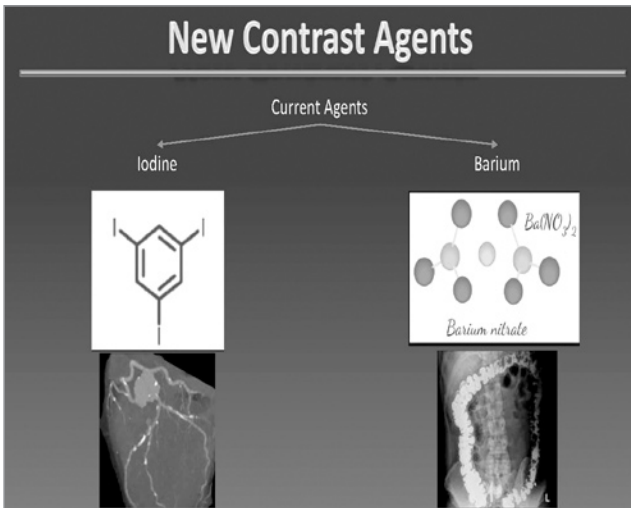 New Contrast Agents
Current Agents
Iodine
Barium
I
I
I
Ba(NO3)2
Barium nitrate
L